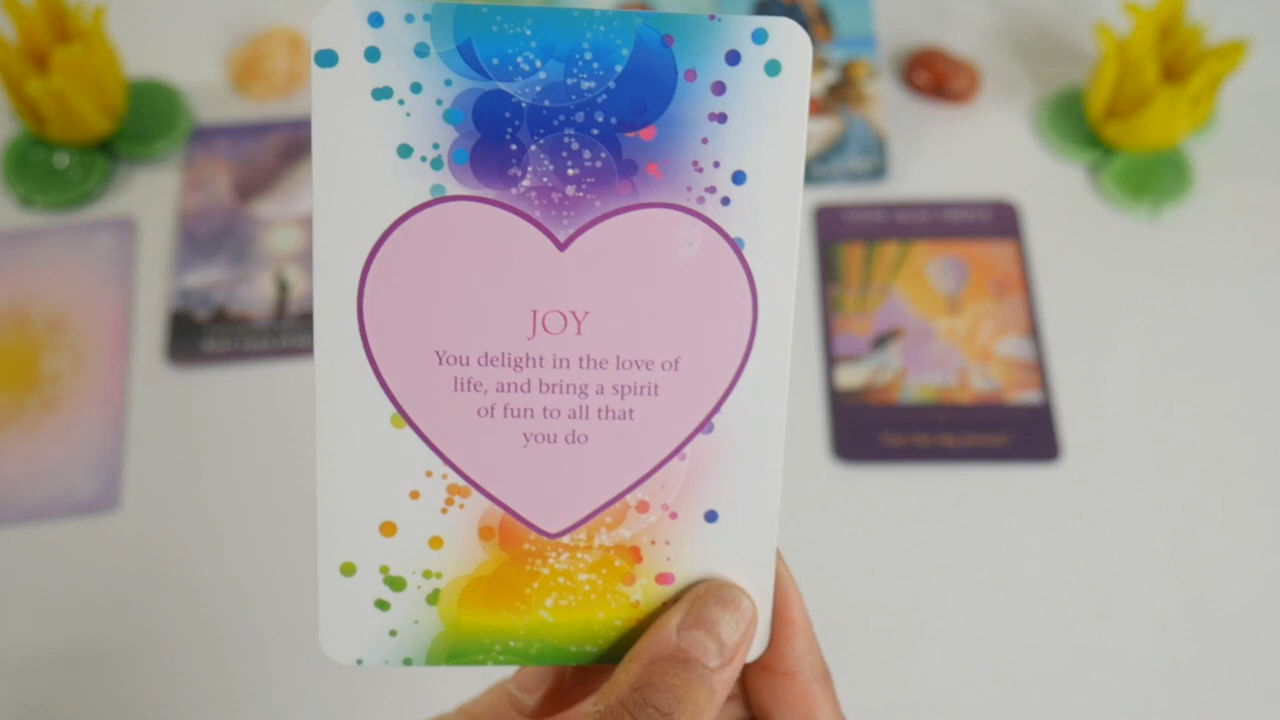 JOY
You delight in the love of
life, and bring a spirit
of fun to all that
you do